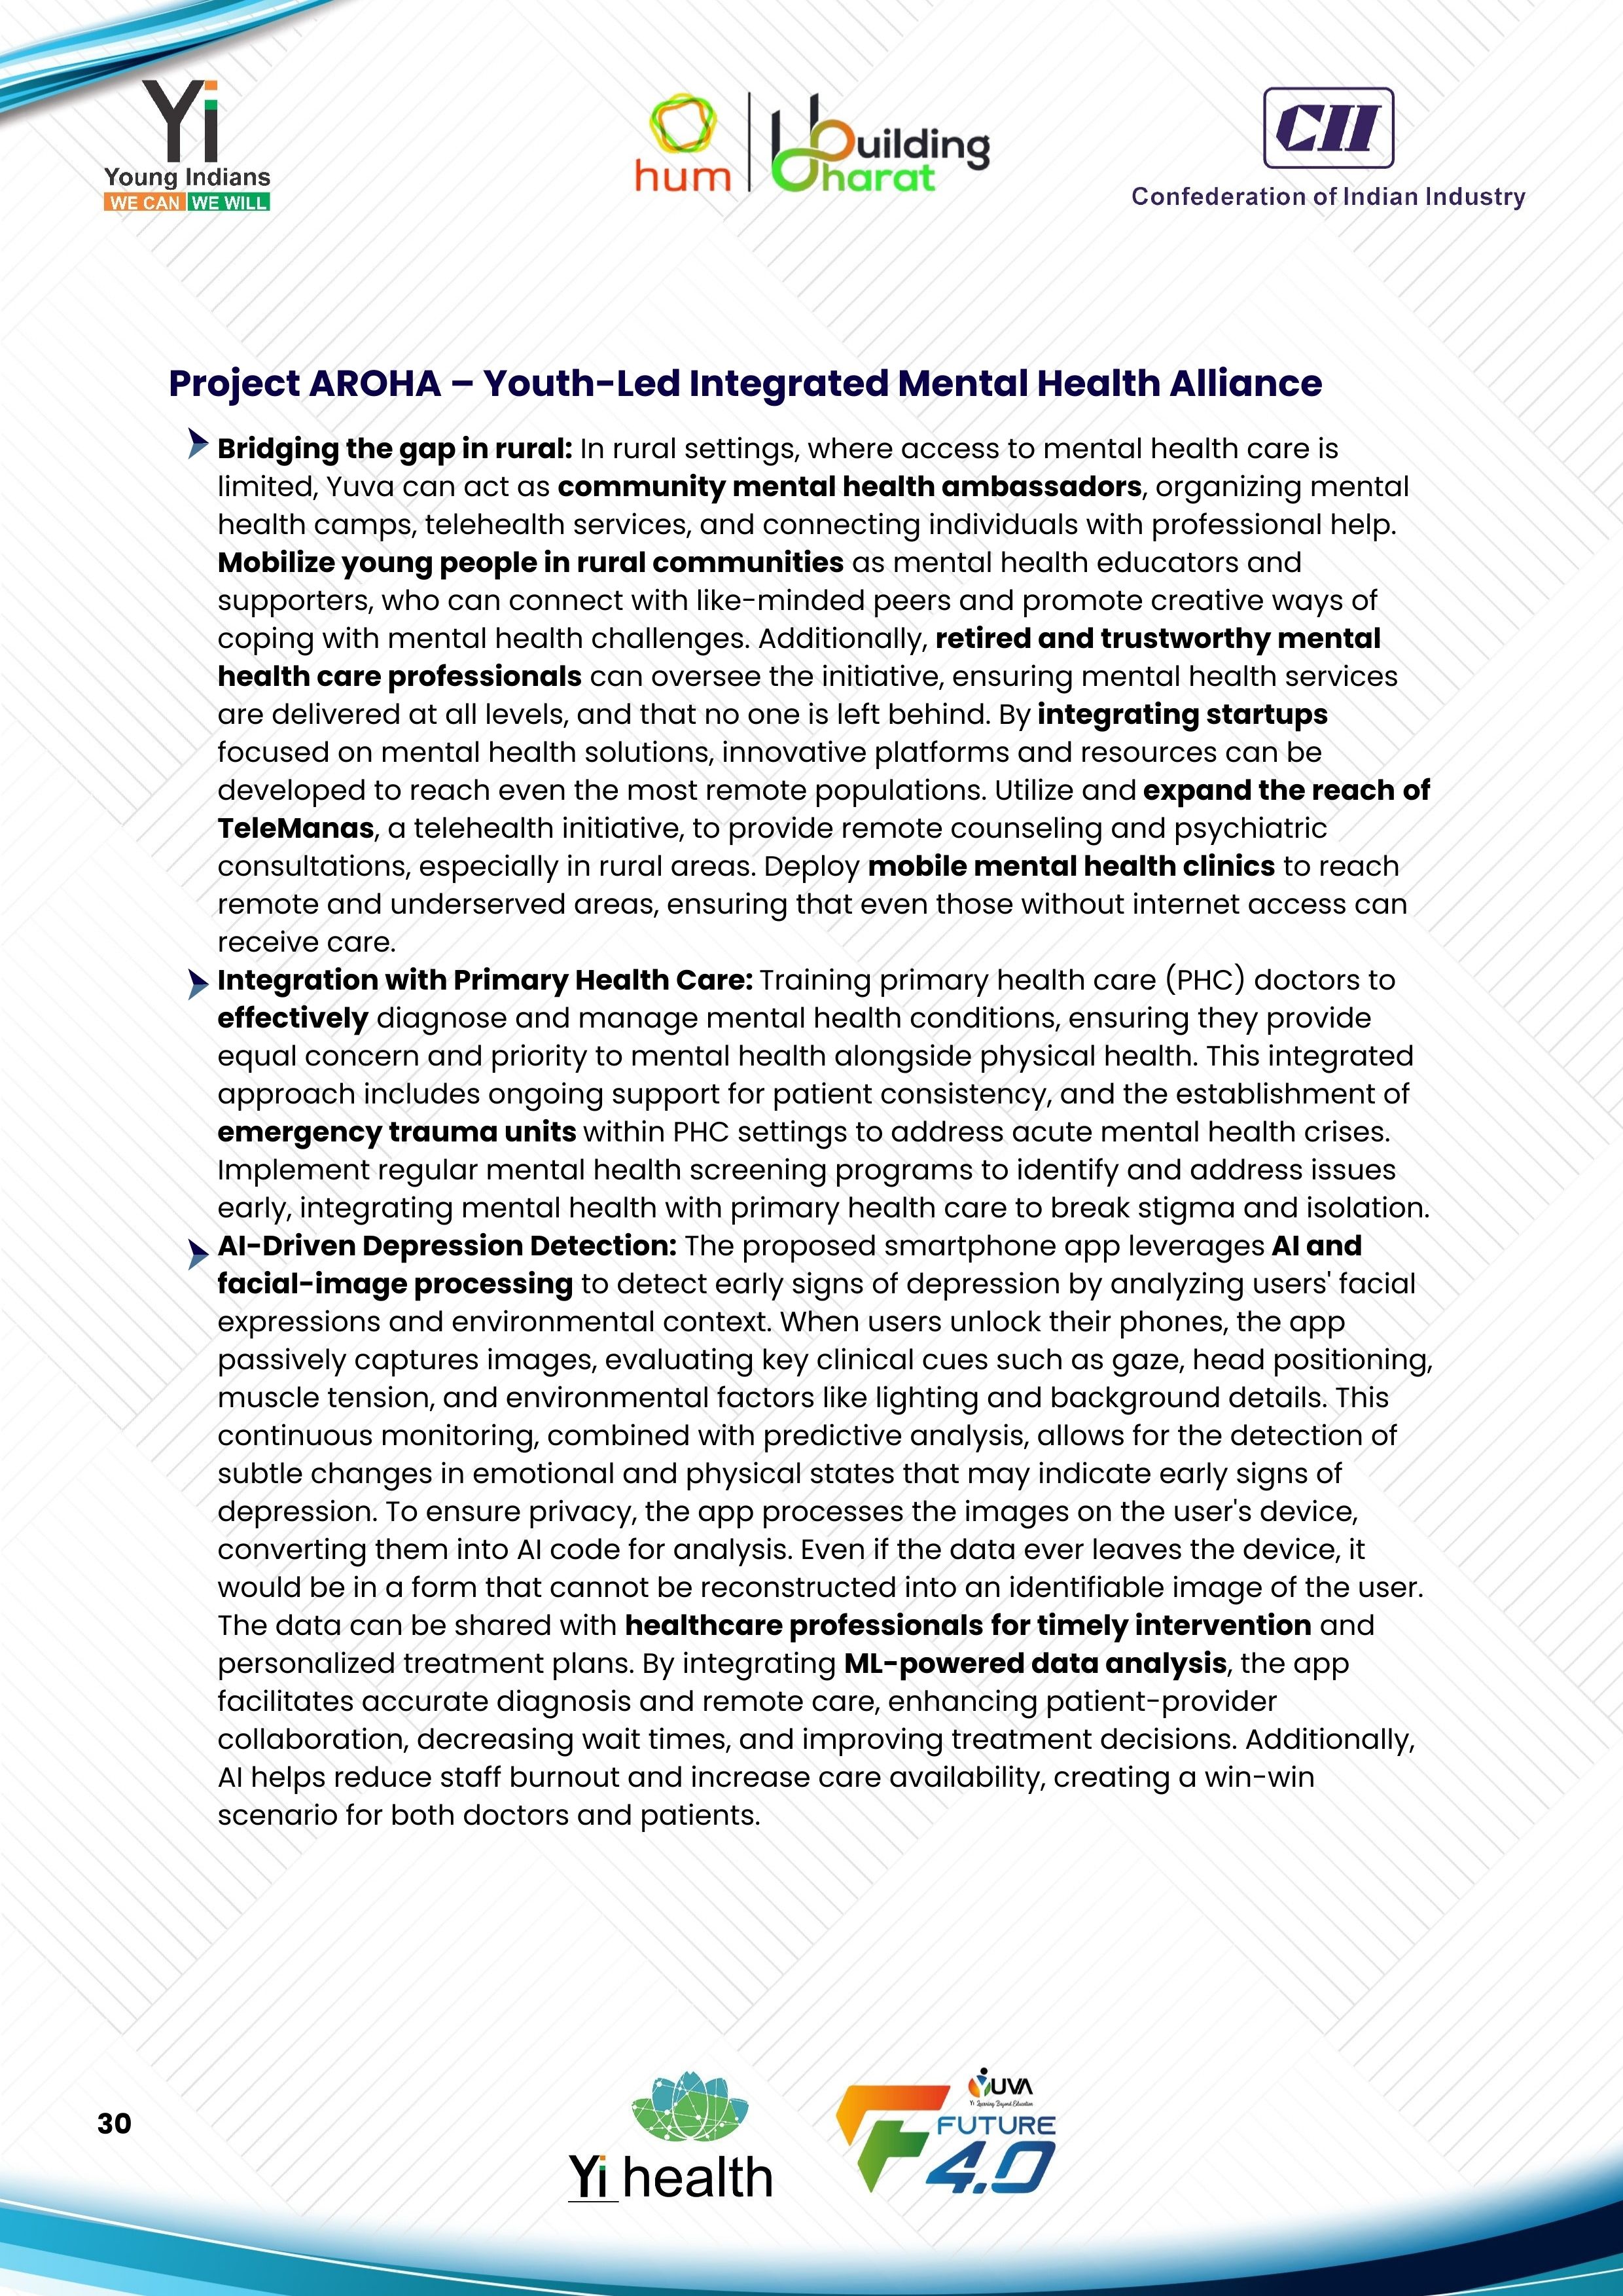 Yi
Young Indians
WE CAN WE WILL
hum
Building
Bharat
CII
Confederation of Indian Industry
Project AROHA – Youth-Led Integrated Mental Health Alliance
Bridging the gap in rural: In rural settings, where access to mental health care is
limited, Yuva can act as community mental health ambassadors, organizing mental
health camps, telehealth services, and connecting individuals with professional help.
Mobilize young people in rural communities as mental health educators and
supporters, who can connect with like-minded peers and promote creative ways of
coping with mental health challenges. Additionally, retired and trustworthy mental
health care professionals can oversee the initiative, ensuring mental health services
are delivered at all levels, and that no one is left behind. By integrating startups
focused on mental health solutions, innovative platforms and resources can be
developed to reach even the most remote populations. Utilize and expand the reach of
TeleManas, a telehealth initiative, to provide remote counseling and psychiatric
consultations, especially in rural areas. Deploy mobile mental health clinics to reach
remote and underserved areas, ensuring that even those without internet access can
receive care.
Integration with Primary Health Care: Training primary health care (PHC) doctors to
effectively diagnose and manage mental health conditions, ensuring they provide
equal concern and priority to mental health alongside physical health. This integrated
approach includes ongoing support for patient consistency, and the establishment of
emergency trauma units within PHC settings to address acute mental health crises.
Implement regular mental health screening programs to identify and address issues
early, integrating mental health with primary health care to break stigma and isolation.
AI-Driven Depression Detection: The proposed smartphone app leverages AI and
facial-image processing to detect early signs of depression by analyzing users' facial
expressions and environmental context. When users unlock their phones, the app
passively captures images, evaluating key clinical cues such as gaze, head positioning,
muscle tension, and environmental factors like lighting and background details. This
continuous monitoring, combined with predictive analysis, allows for the detection of
subtle changes in emotional and physical states that may indicate early signs of
depression. To ensure privacy, the app processes the images on the user's device,
converting them into AI code for analysis. Even if the data ever leaves the device, it
would be in a form that cannot be reconstructed into an identifiable image of the user.
The data can be shared with healthcare professionals for timely intervention and
personalized treatment plans. By integrating ML-powered data analysis, the app
facilitates accurate diagnosis and remote care, enhancing patient-provider
collaboration, decreasing wait times, and improving treatment decisions. Additionally,
AI helps reduce staff burnout and increase care availability, creating a win-win
scenario for both doctors and patients.
30
Yi health
YUVA
Yi Learning Beyond Education
FUTURE
4.0